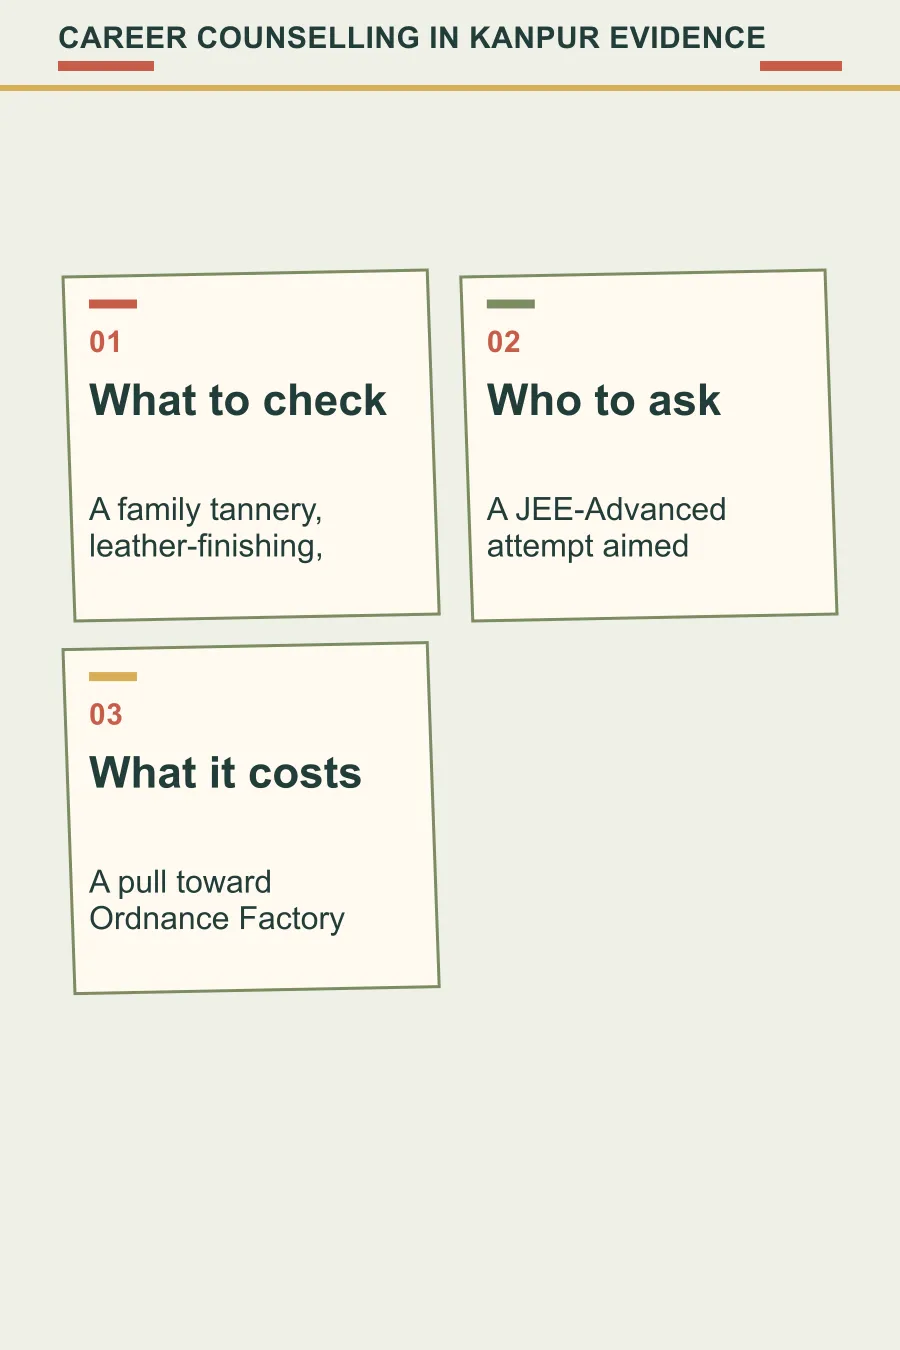 CAREER COUNSELLING IN KANPUR EVIDENCE
01
What to check
A family tannery,
leather-finishing,
02
Who to ask
A JEE-Advanced
attempt aimed
03
What it costs
A pull toward
Ordnance Factory